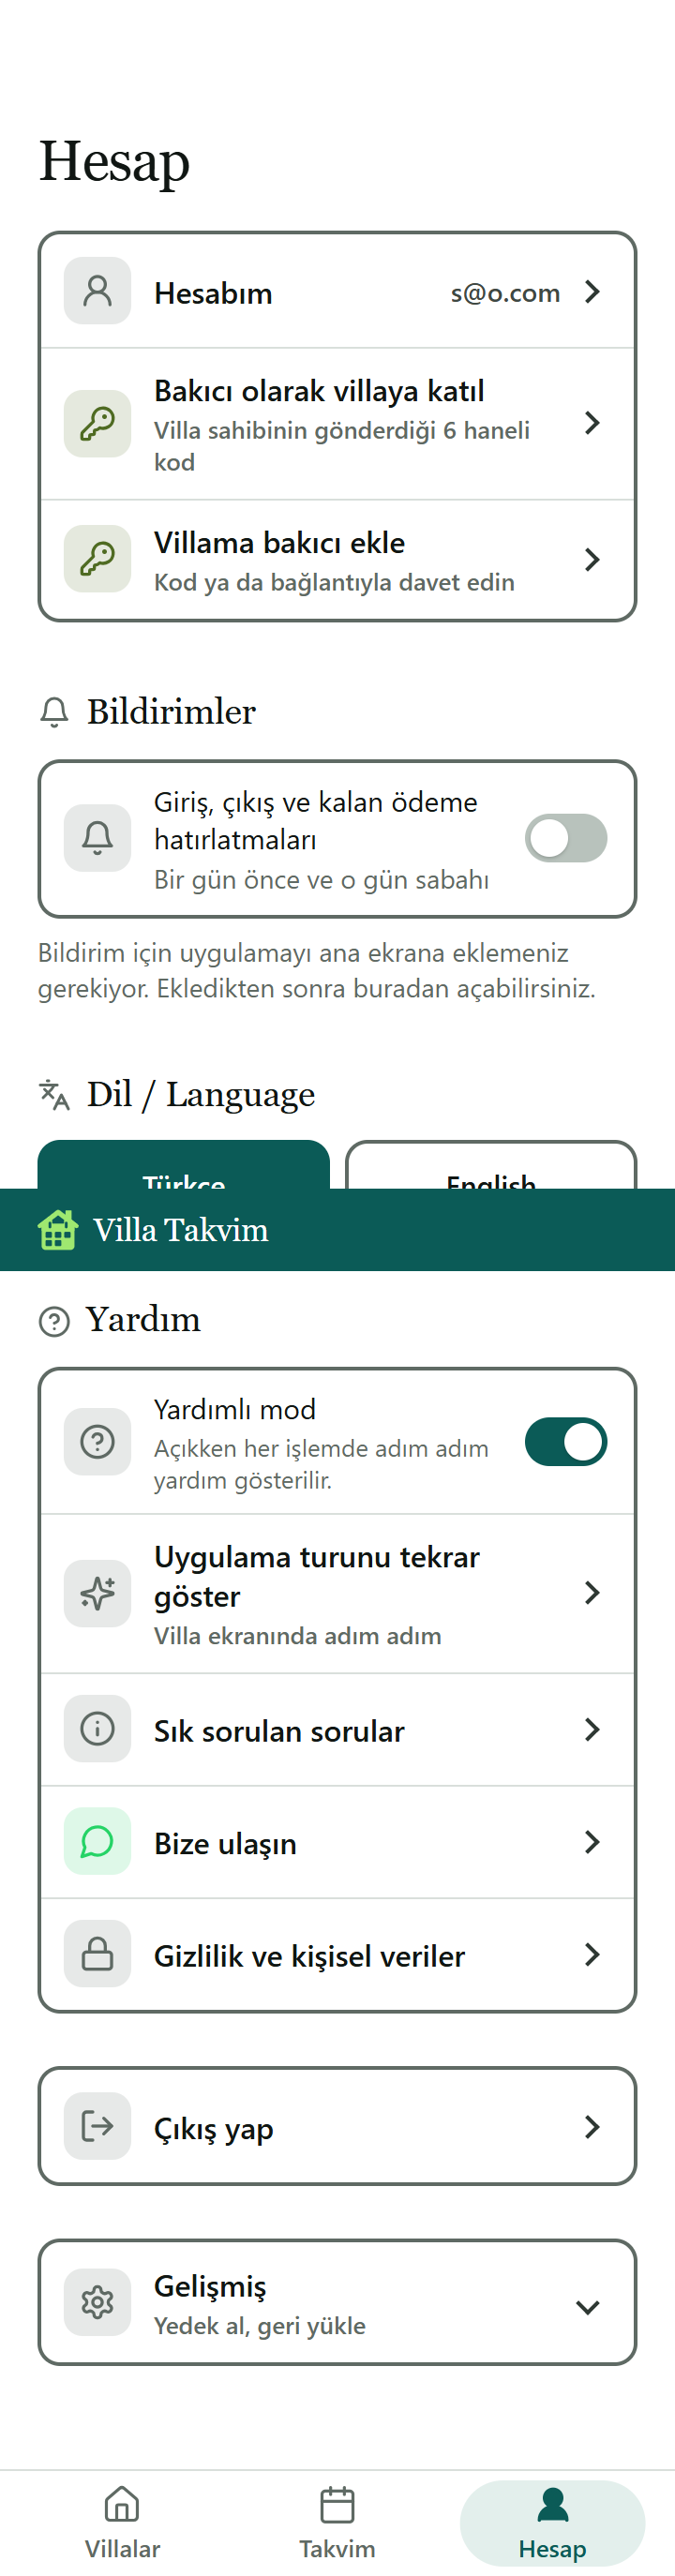 Hesap
Hesabım
s@o.com
Bakıcı olarak villaya katıl
Villa sahibinin gönderdiği 6 haneli
kod
Villama bakıcı ekle
Kod ya da bağlantıyla davet edin
Bildirimler
Giriş, çıkış ve kalan ödeme
hatırlatmaları
Bir gün önce ve o gün sabahı
Bildirim için uygulamayı ana ekrana eklemeniz
gerekiyor. Ekledikten sonra buradan açabilirsiniz.
Dil / Language
Türkçe
English
Villa Takvim
Yardım
Yardımlı mod
Açıkken her işlemde adım adım
yardım gösterilir.
Uygulama turunu tekrar
göster
Villa ekranında adım adım
Sık sorulan sorular
Bize ulaşın
Gizlilik ve kişisel veriler
Çıkış yap
Gelişmiş
Yedek al, geri yükle
Villalar
Takvim
Hesap